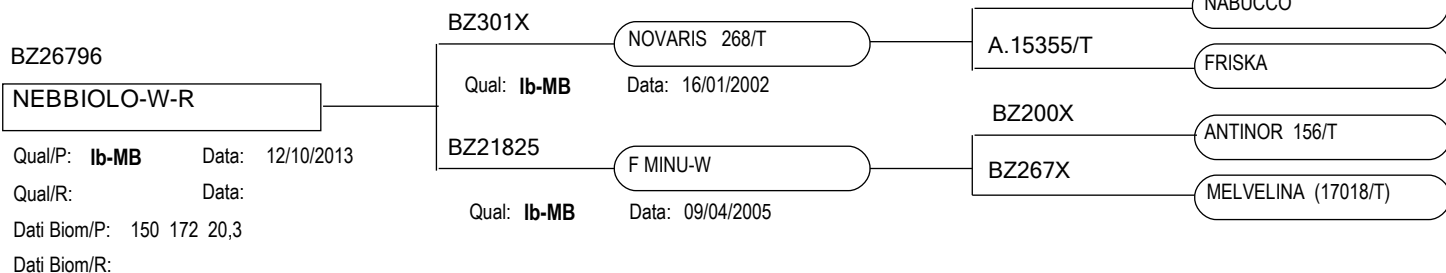 BZ26796
NEBBIOLO-W-R
Qual/P: Ib-MB Data: 12/10/2013
Qual/R: Data:
Dati Biom/P: 150 172 20,3
Dati Biom/R:
BZ301X
NOVARIS 268/T
Qual: Ib-MB Data: 16/01/2002
BZ21825
F MINU-W
Qual: Ib-MB Data: 09/04/2005
NABUCCO
A.15355/T
FRISKA
BZ200X
ANTINOR 156/T
BZ267X
MELVELINA (17018/T)